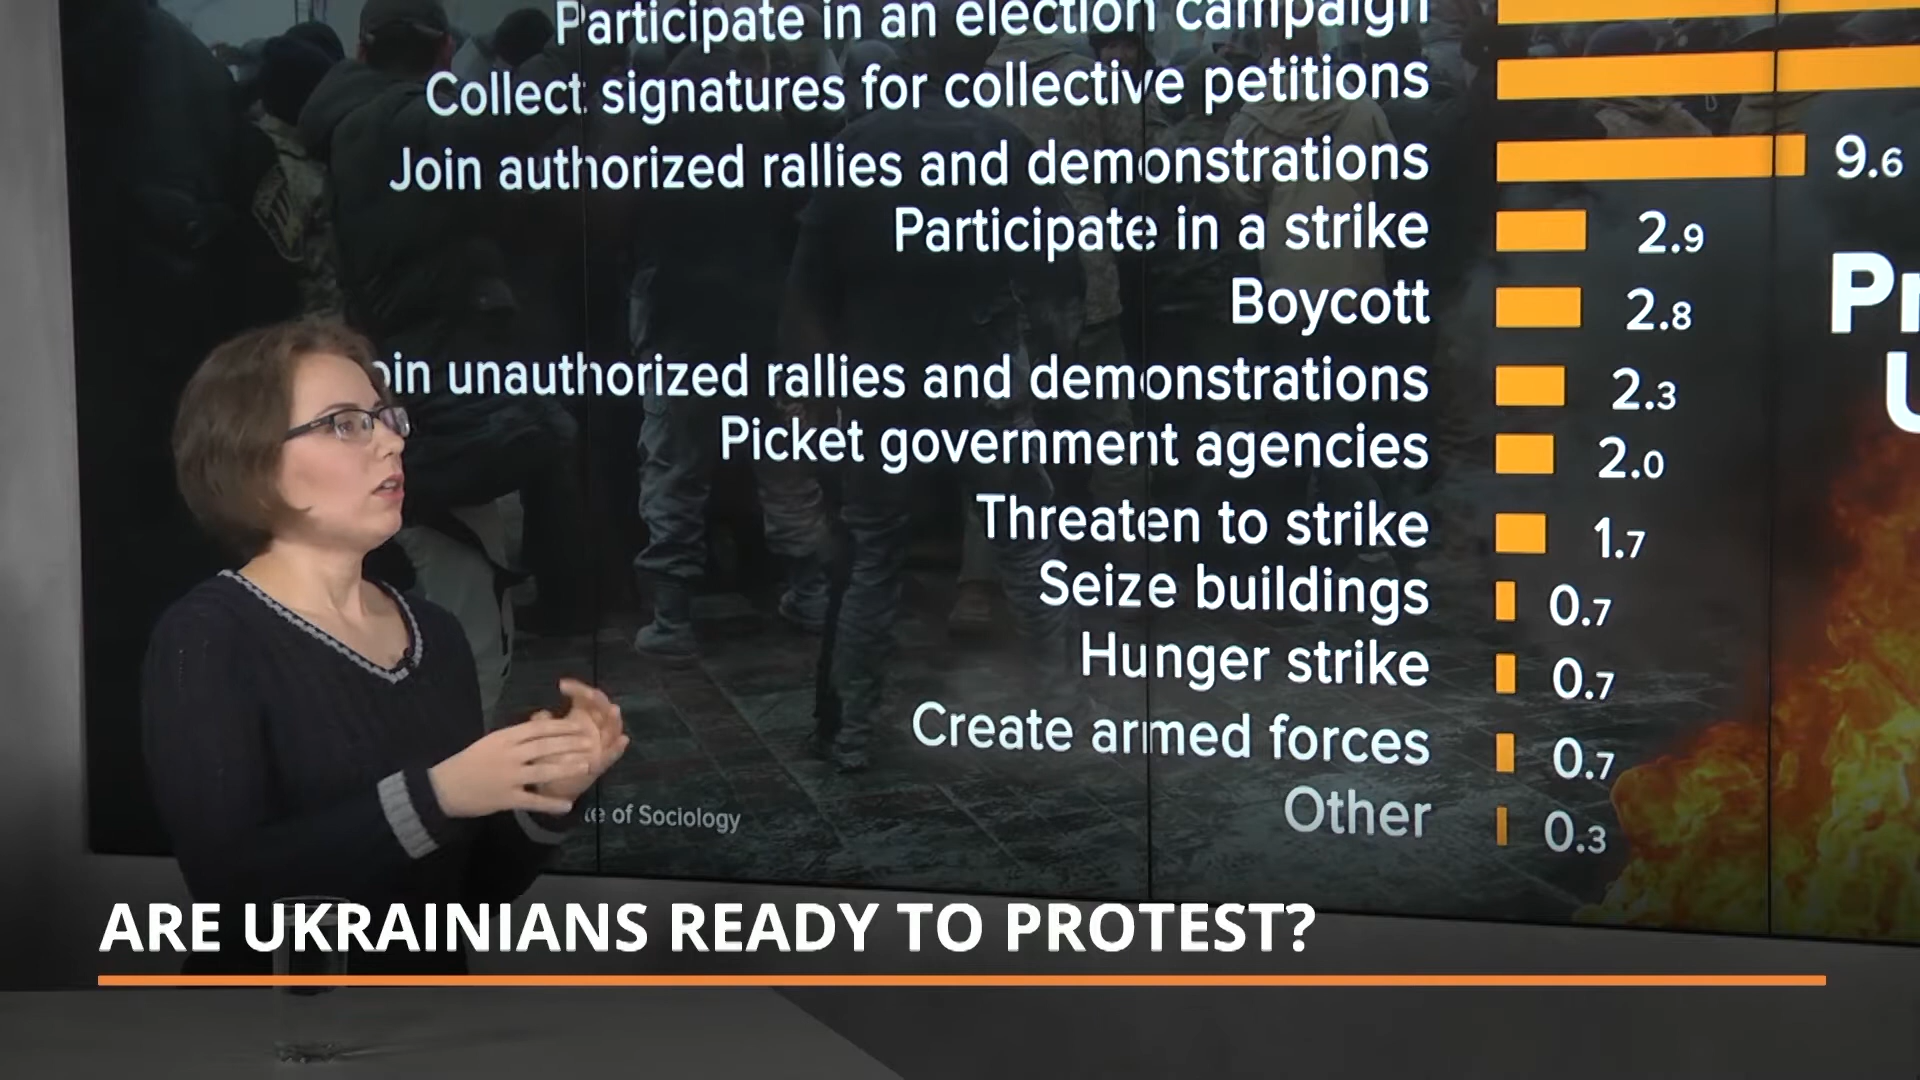 Participate in an election campaign
Collect signatures for collective petitions
Join authorized rallies and demonstrations 9.6
Participate in a strike 2.9
Boycott 2.8
oin unauthorized rallies and demonstrations 2.3
Picket government agencies 2.0
Threaten to strike 1.7
Seize buildings 0.7
Hunger strike 0.7
Create armed forces 0.7
Other 0.3
Pr
U
te of Sociology
ARE UKRAINIANS READY TO PROTEST?